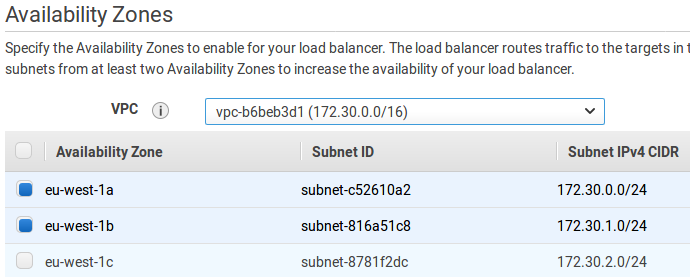 Availability Zones
Specify the Availability Zones to enable for your load balancer. The load balancer routes traffic to the targets in
subnets from at least two Availability Zones to increase the availability of your load balancer.
VPC i vpc-b6beb3d1 (172.30.0.0/16)
Availability Zone Subnet ID Subnet IPv4 CIDR
eu-west-1a subnet-c52610a2 172.30.0.0/24
eu-west-1b subnet-816a51c8 172.30.1.0/24
eu-west-1c subnet-8781f2dc 172.30.2.0/24